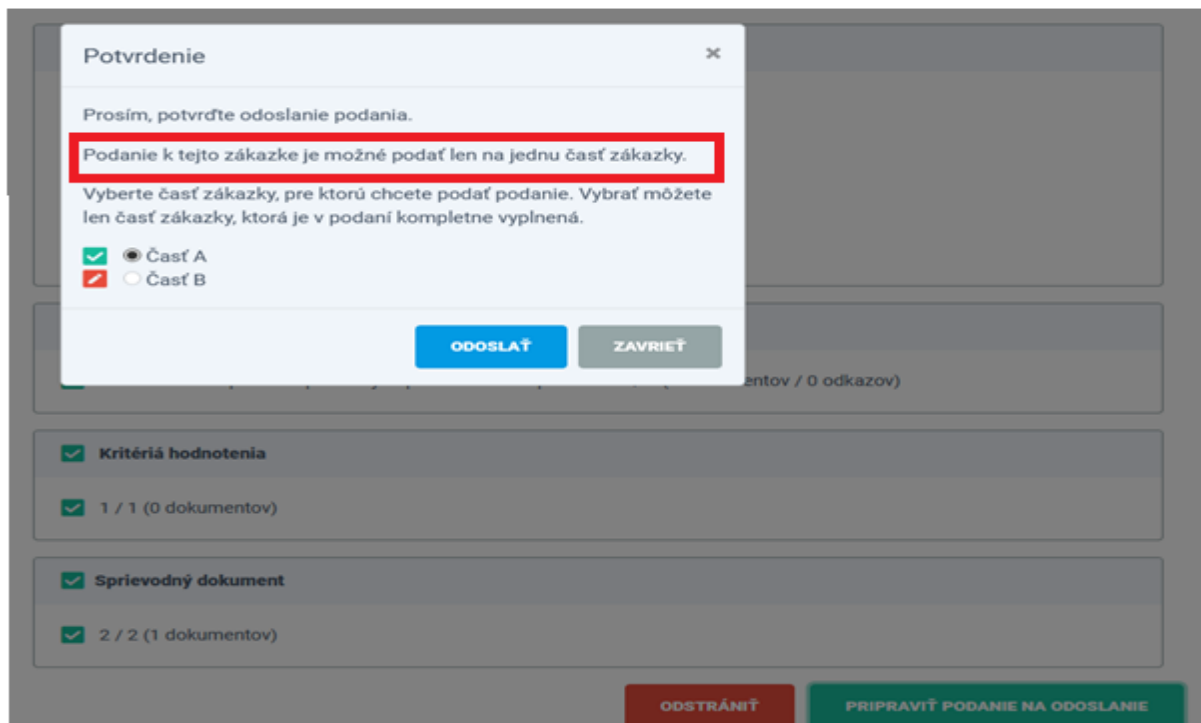 Potvrdenie
×
Prosím, potvrďte odoslanie podania.
Podanie k tejto zákazke je možné podať len na jednu časť zákazky.
Vyberte časť zákazky, pre ktorú chcete podať podanie. Vybrať môžete
len časť zákazky, ktorá je v podaní kompletne vyplnená.
Časť A
Časť B
ODOSLAŤ ZAVRIEŤ
entov / 0 odkazov)
Kritériá hodnotenia
1 / 1 (0 dokumentov)
Sprievodný dokument
2 / 2 (1 dokumentov)
ODSTRÁNIŤ PRIPRAVIŤ PODANIE NA ODOSLANIE